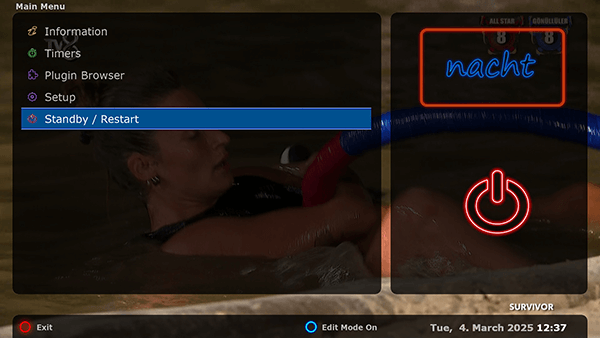 Main Menu
Information
Timers
Plugin Browser
Setup
Standby / Restart
ALL STAR GÖNÜLLÜLER
8 8
nacht
SURVIVOR
Exit
Edit Mode On
Tue, 4. March 2025 12:37